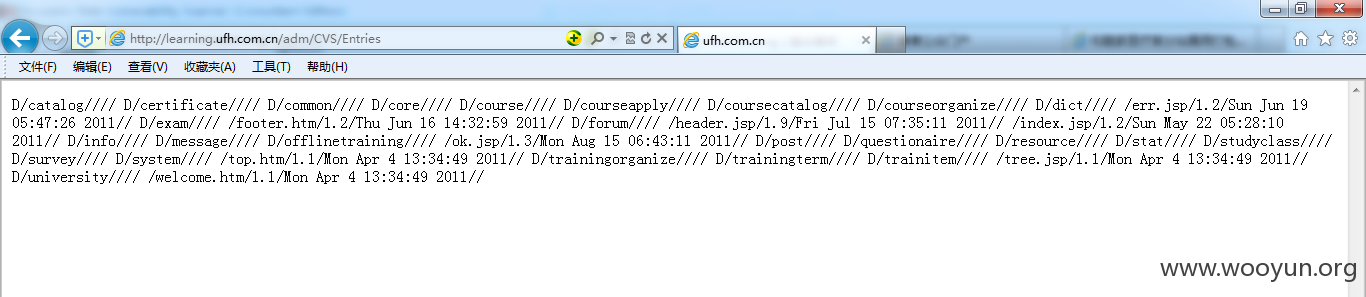 http://learning.ufh.com.cn/adm/CVS/Entries
ufh.com.cn
文件(F) 编辑(E) 查看(V) 收藏夹(A) 工具(T) 帮助(H)
D/catalog//// D/certificate//// D/common//// D/core//// D/course//// D/courseapply//// D/coursecatalog//// D/courseorganize//// D/dict//// /err.jsp/1.2/Sun Jun 19
05:47:26 2011// D/exam//// /footer.htm/1.2/Thu Jun 16 14:32:59 2011// D/forum//// /header.jsp/1.9/Fri Jul 15 07:35:11 2011// /index.jsp/1.2/Sun May 22 05:28:10
2011// D/info//// D/message//// D/offlinetraining//// /ok.jsp/1.3/Mon Aug 15 06:43:11 2011// D/post//// D/questionaire//// D/resource//// D/stat//// D/studyclass////
D/survey//// D/system//// /top.htm/1.1/Mon Apr 4 13:34:49 2011// D/trainingorganize//// D/trainingterm//// D/trainitem//// /tree.jsp/1.1/Mon Apr 4 13:34:49 2011//
D/university//// /welcome.htm/1.1/Mon Apr 4 13:34:49 2011//
www.wooyun.org